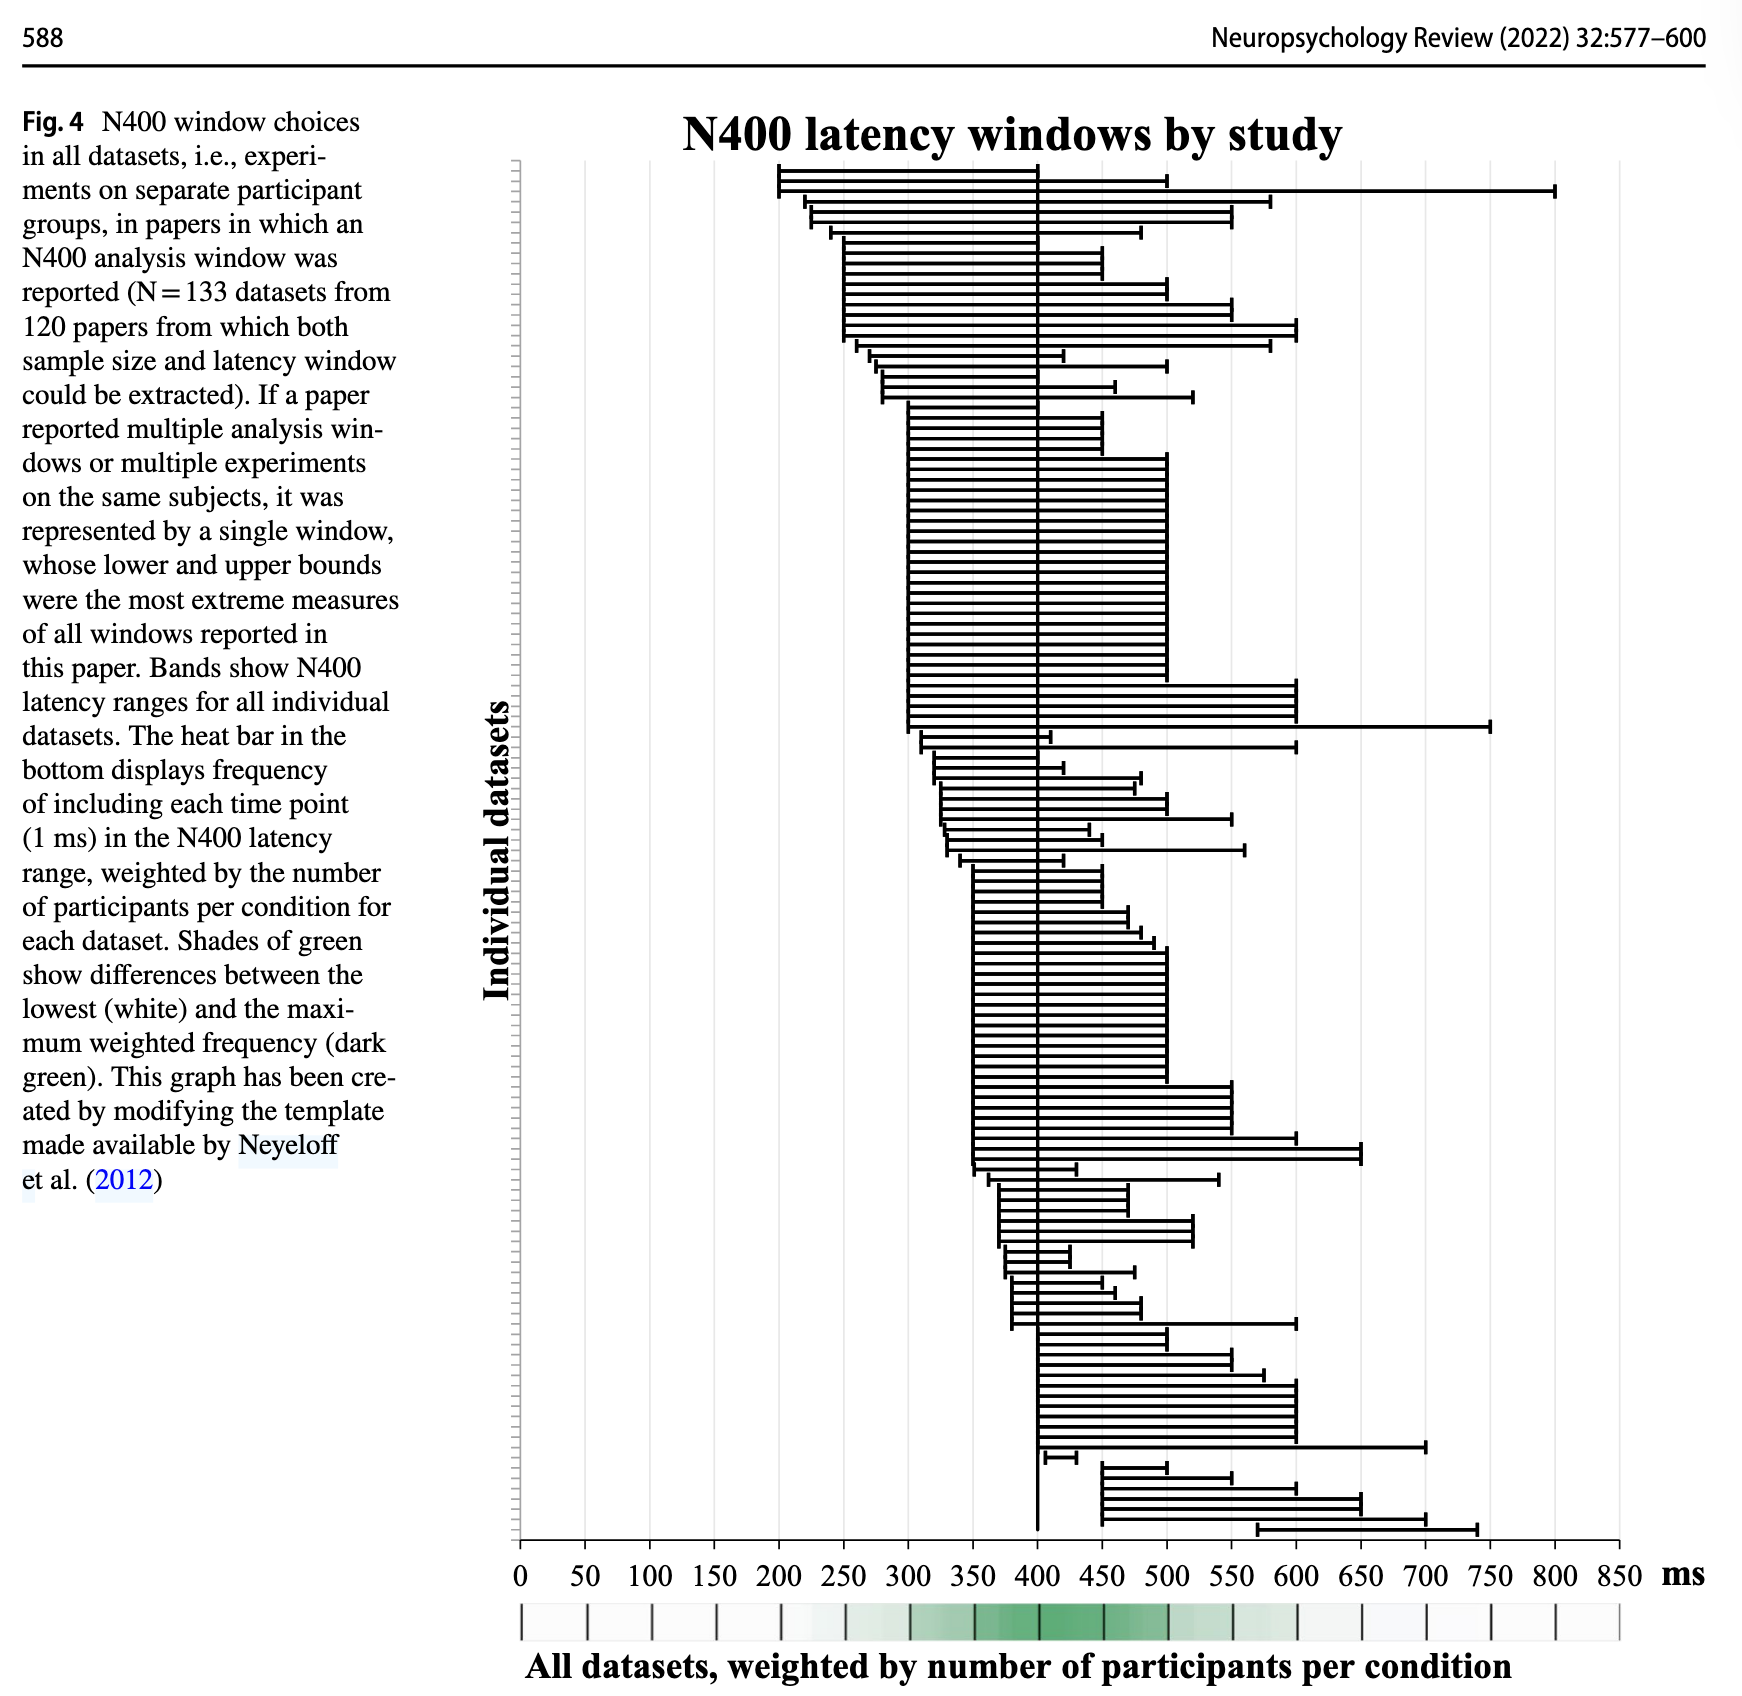 588
Neuropsychology Review (2022) 32:577–600
Fig. 4 N400 window choices
in all datasets, i.e., experi-
ments on separate participant
groups, in papers in which an
N400 analysis window was
reported (N = 133 datasets from
120 papers from which both
sample size and latency window
could be extracted). If a paper
reported multiple analysis win-
dows or multiple experiments
on the same subjects, it was
represented by a single window,
whose lower and upper bounds
were the most extreme measures
of all windows reported in
this paper. Bands show N400
latency ranges for all individual
datasets. The heat bar in the
bottom displays frequency
of including each time point
(1 ms) in the N400 latency
range, weighted by the number
of participants per condition for
each dataset. Shades of green
show differences between the
lowest (white) and the maxi-
mum weighted frequency (dark
green). This graph has been cre-
ated by modifying the template
made available by Neyeloff
et al. (2012)
N400 latency windows by study
Individual datasets
0 50 100 150 200 250 300 350 400 450 500 550 600 650 700 750 800 850 ms
All datasets, weighted by number of participants per condition